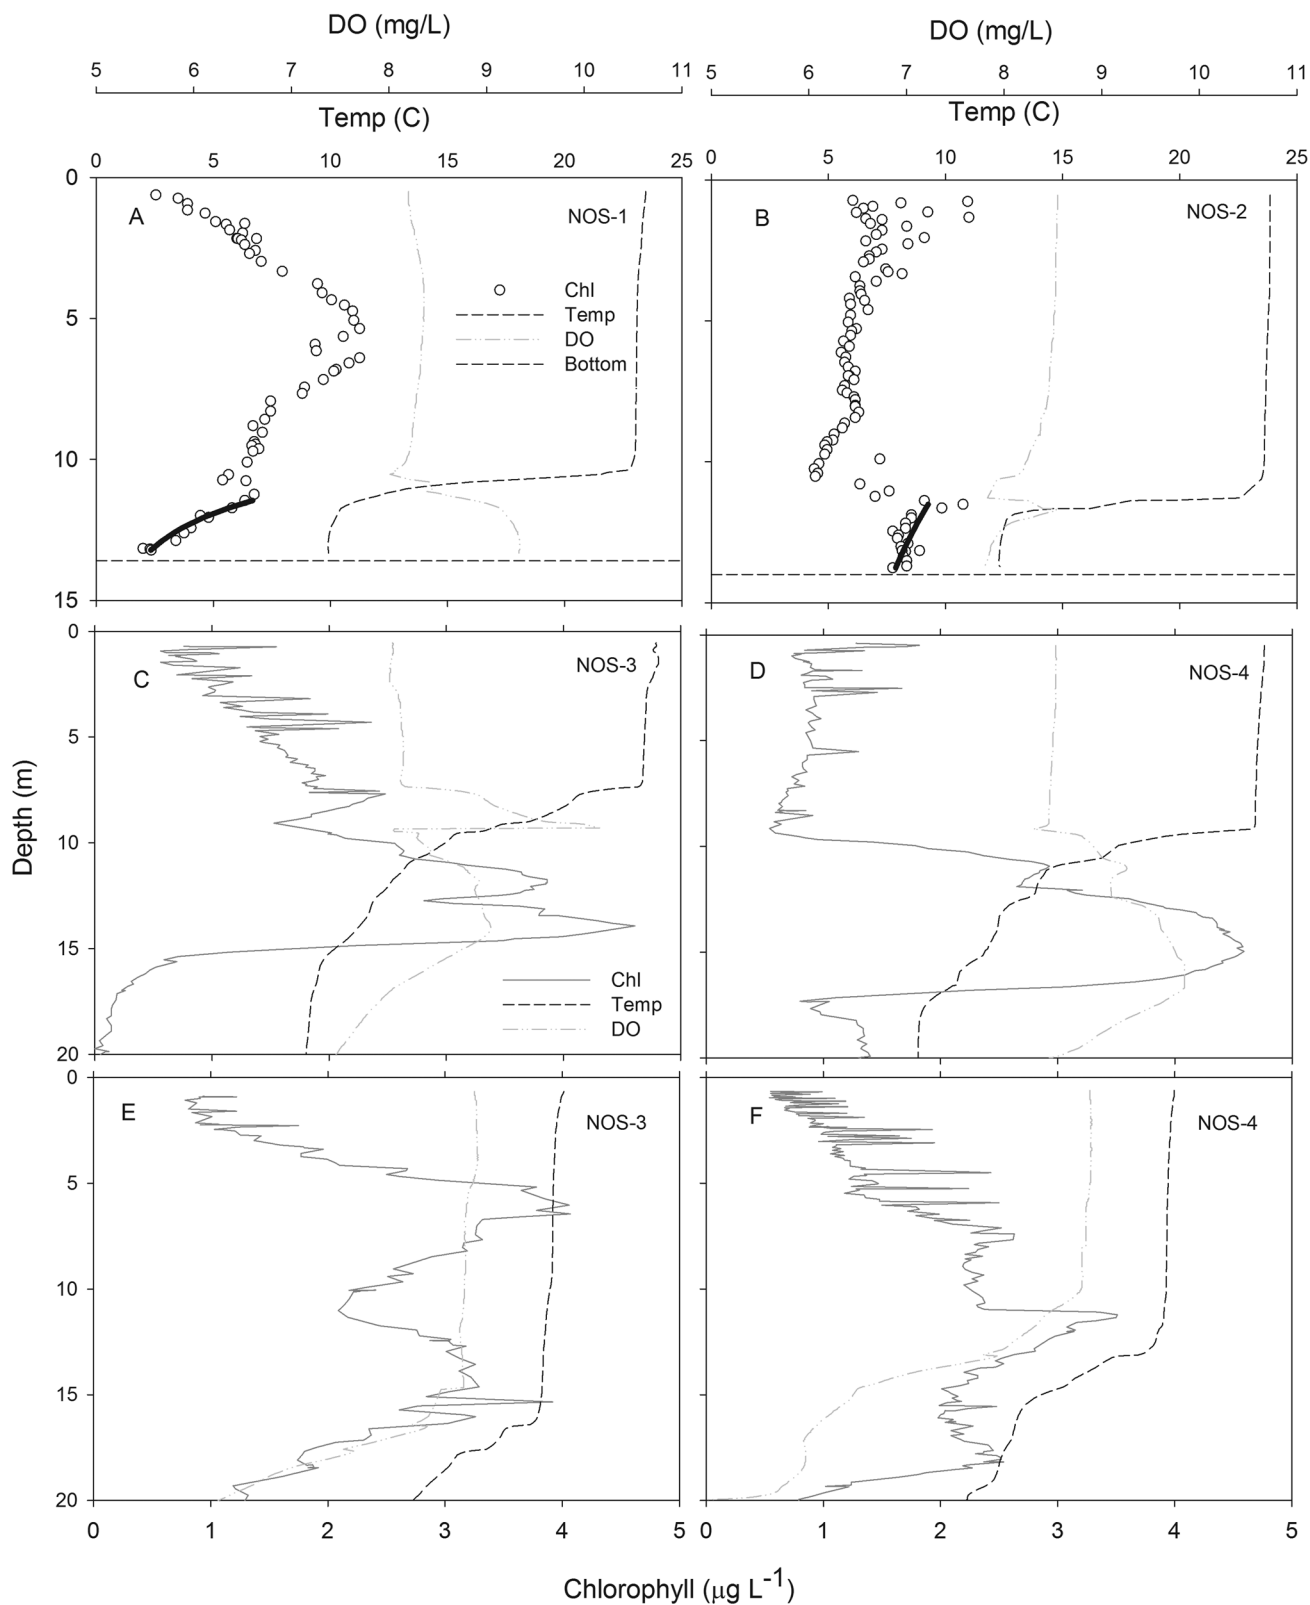 DO (mg/L)
DO (mg/L)
5 6 7 8 9 10 11
5 6 7 8 9 10 11
Temp (C)
Temp (C)
0 5 10 15 20 25
0 5 10 15 20 25
0
A
NOS-1
B
NOS-2
Chl
Temp
DO
Bottom
5
10
15
0
C
NOS-3
D
NOS-4
5
Depth (m)
10
15
Chl
Temp
DO
20
0
E
NOS-3
F
NOS-4
5
10
15
20
0 1 2 3 4 5
0 1 2 3 4 5
Chlorophyll (μg L-1)